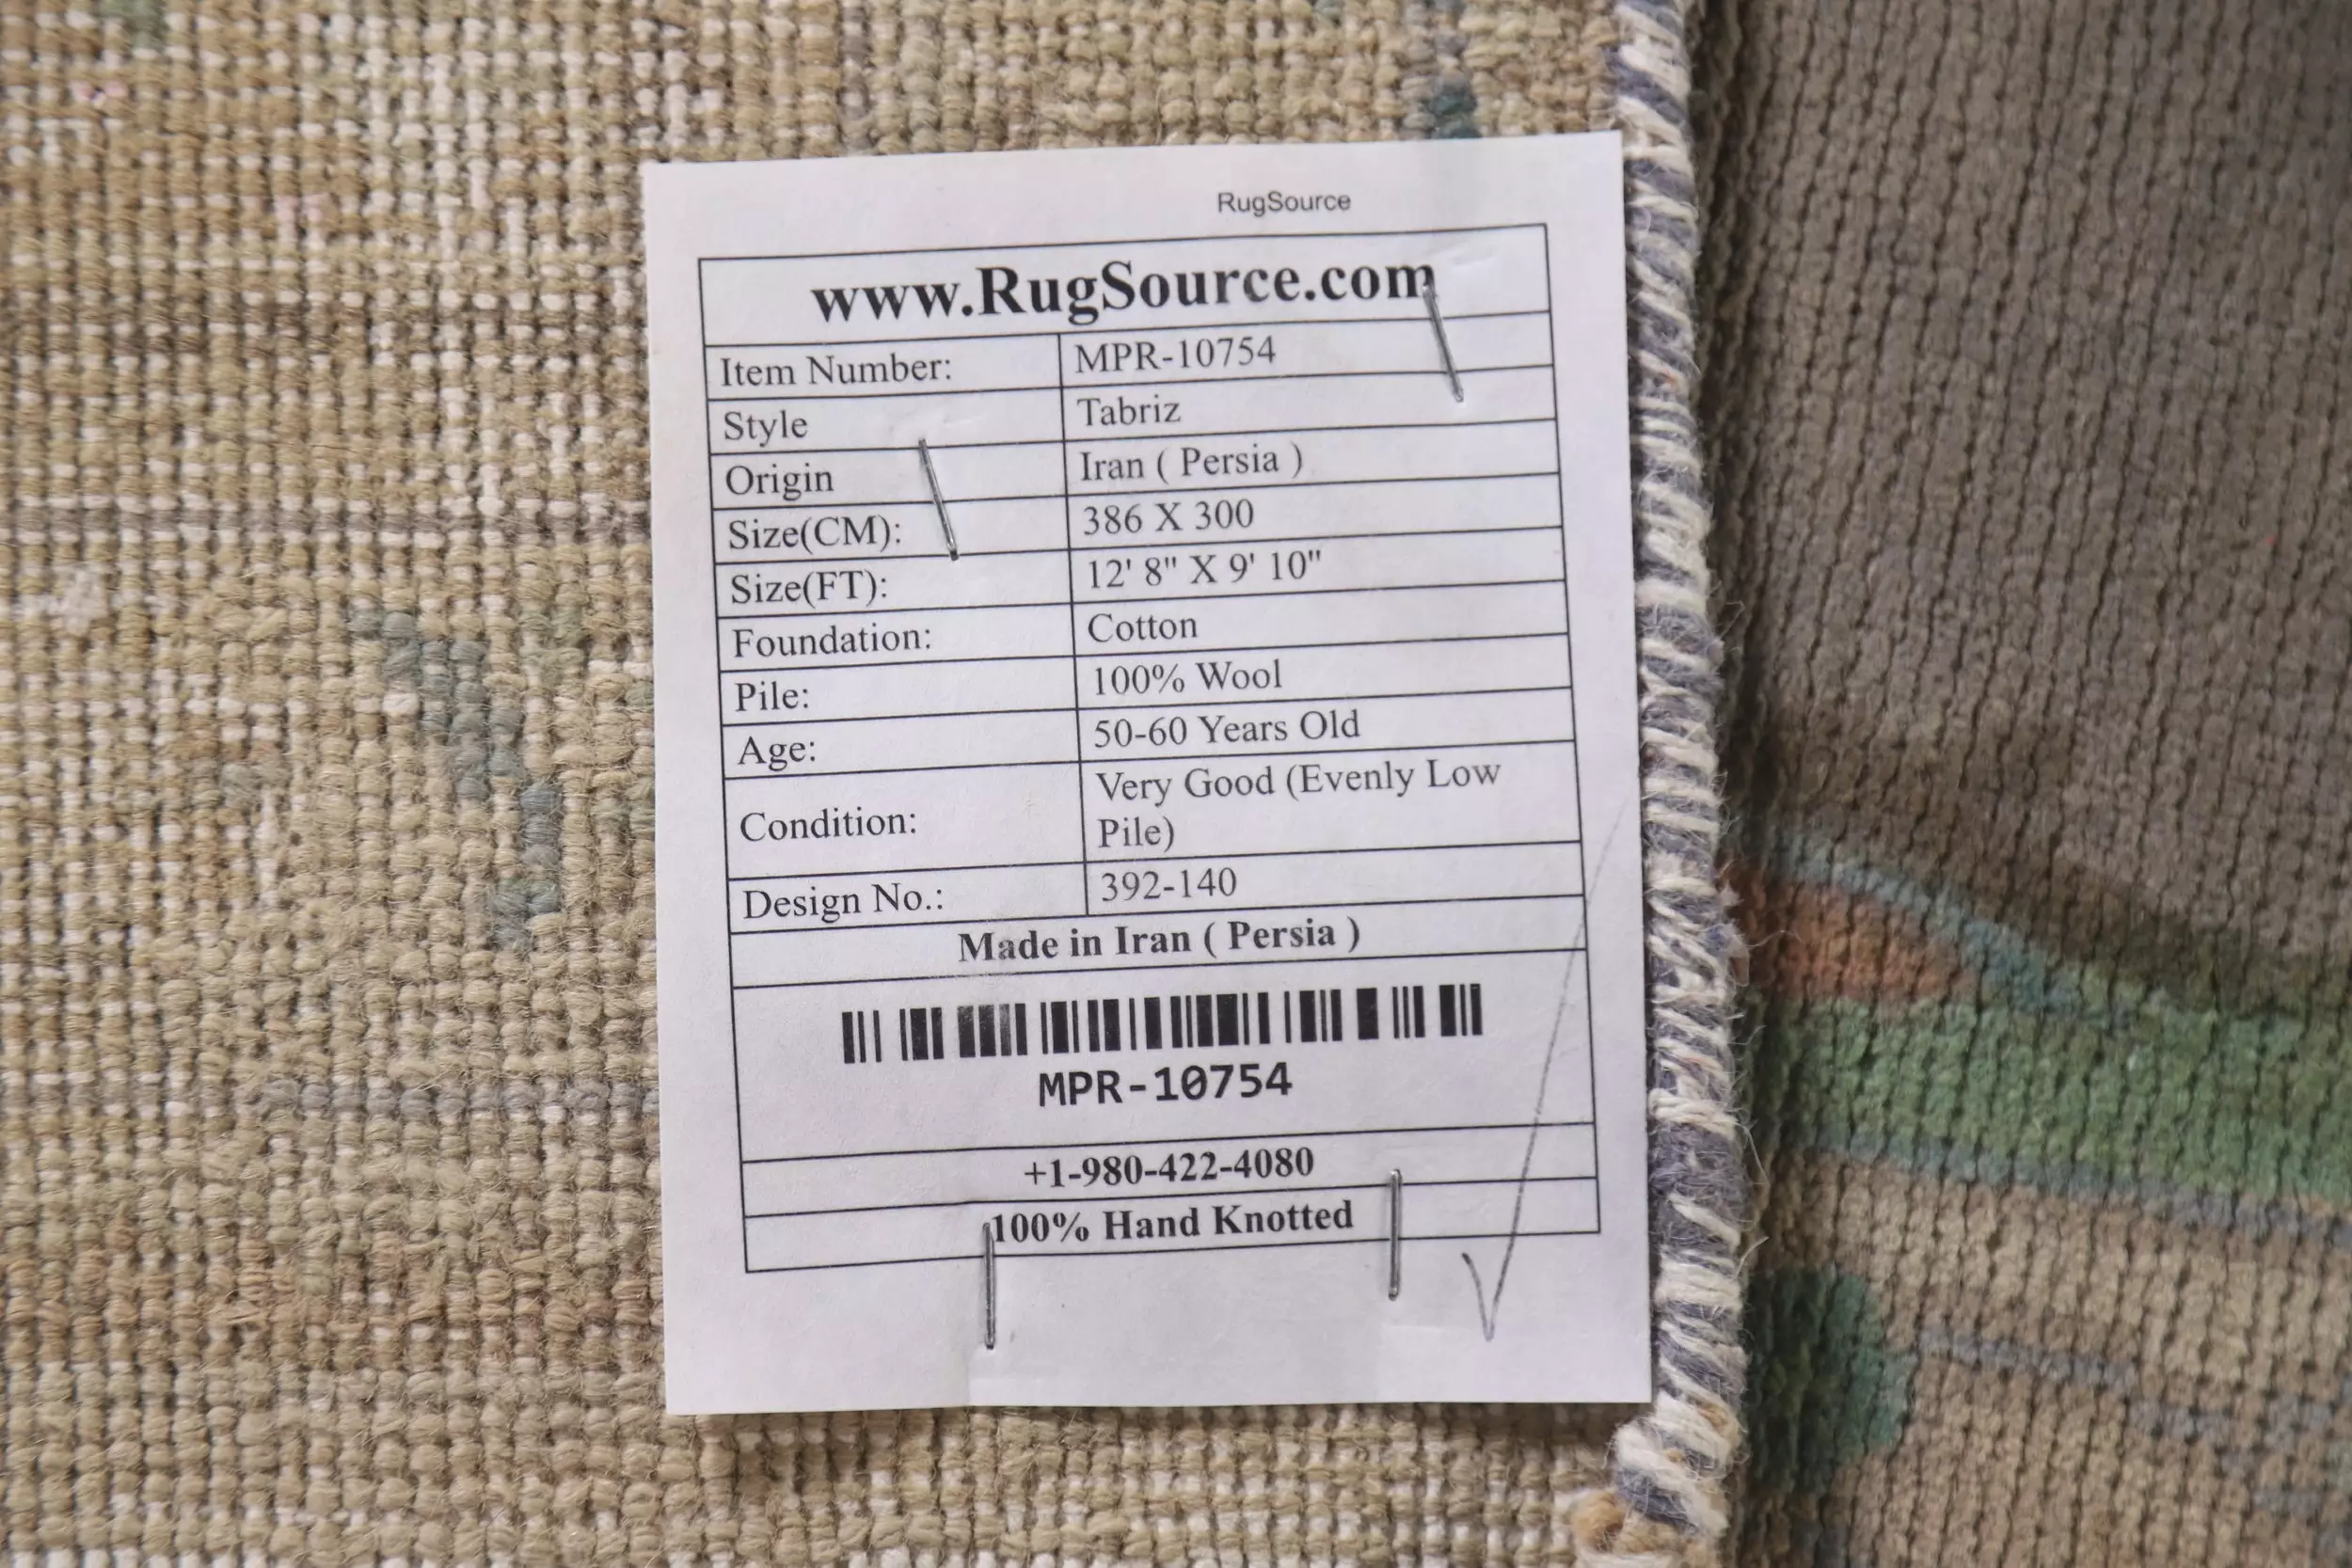 RugSource
www.RugSource.com
Item Number: MPR-10754
Style Tabriz
Origin Iran ( Persia )
Size(CM): 386 X 300
Size(FT): 12' 8" X 9' 10"
Foundation: Cotton
Pile: 100% Wool
Age: 50-60 Years Old
Condition: Very Good (Evenly Low
Pile)
Design No.: 392-140
Made in Iran ( Persia )
MPR-10754
+1-980-422-4080
100% Hand Knotted